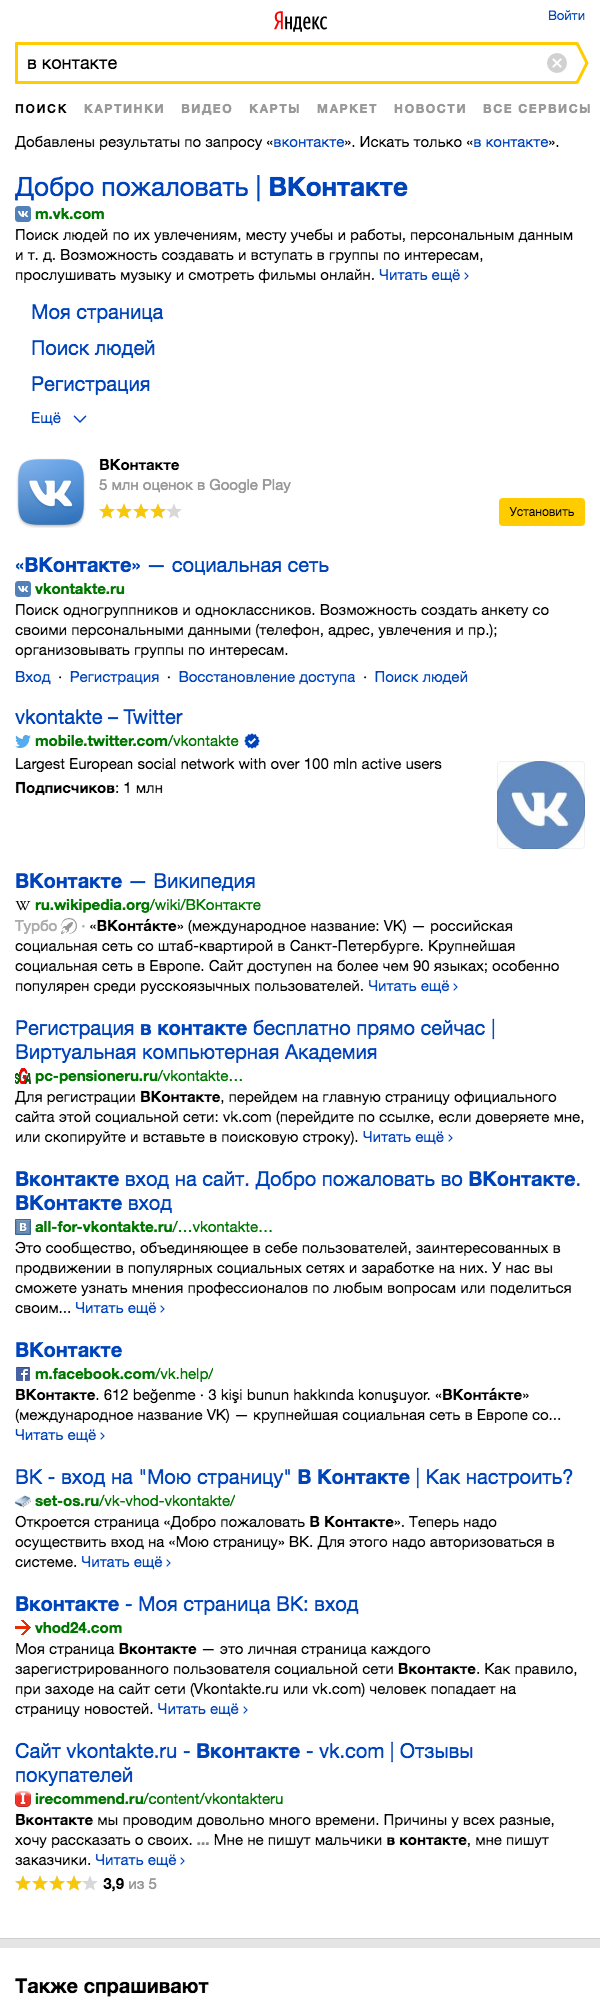 Яндекс
Войти
в контакте
ПОИСК КАРТИНКИ ВИДЕО КАРТЫ МАРКЕТ НОВОСТИ ВСЕ СЕРВИСЫ
Добавлены результаты по запросу «вконтакте». Искать только «в контакте».
Добро пожаловать | ВКонтакте
m.vk.com
Поиск людей по их увлечениям, месту учебы и работы, персональным данным
и т. д. Возможность создавать и вступать в группы по интересам,
прослушивать музыку и смотреть фильмы онлайн. Читать ещё ›
Моя страница
Поиск людей
Регистрация
Ещё
ВКонтакте
5 млн оценок в Google Play
Установить
«ВКонтакте» — социальная сеть
vkontakte.ru
Поиск одногруппников и одноклассников. Возможность создать анкету со
своими персональными данными (телефон, адрес, увлечения и пр.);
организовывать группы по интересам.
Вход · Регистрация · Восстановление доступа · Поиск людей
vkontakte – Twitter
mobile.twitter.com/vkontakte
Largest European social network with over 100 mln active users
Подписчиков: 1 млн
ВКонтакте — Википедия
W ru.wikipedia.org/wiki/ВКонтакте
Турбо · «ВКонта́кте» (международное название: VK) — российская
социальная сеть со штаб-квартирой в Санкт-Петербурге. Крупнейшая
социальная сеть в Европе. Сайт доступен на более чем 90 языках; особенно
популярен среди русскоязычных пользователей. Читать ещё ›
Регистрация в контакте бесплатно прямо сейчас |
Виртуальная компьютерная Академия
pc-pensioneru.ru/vkontakte…
Для регистрации ВКонтакте, перейдем на главную страницу официального
сайта этой социальной сети: vk.com (перейдите по ссылке, если доверяете мне,
или скопируйте и вставьте в поисковую строку). Читать ещё ›
Вконтакте вход на сайт. Добро пожаловать во ВКонтакте.
ВКонтакте вход
B all-for-vkontakte.ru/…vkontakte…
Это сообщество, объединяющее в себе пользователей, заинтересованных в
продвижении в популярных социальных сетях и заработке на них. У нас вы
сможете узнать мнения профессионалов по любым вопросам или поделиться
своим... Читать ещё ›
ВКонтакте
m.facebook.com/vk.help/
ВКонтакте. 612 beğenme · 3 kişi bunun hakkında konuşuyor. «ВКонта́кте»
(международное название VK) — крупнейшая социальная сеть в Европе со...
Читать ещё ›
ВК - вход на "Мою страницу" В Контакте | Как настроить?
set-os.ru/vk-vhod-vkontakte/
Откроется страница «Добро пожаловать В Контакте». Теперь надо
осуществить вход на «Мою страницу» ВК. Для этого надо авторизоваться в
системе. Читать ещё ›
Вконтакте - Моя страница ВК: вход
vhod24.com
Моя страница Вконтакте — это личная страница каждого
зарегистрированного пользователя социальной сети Вконтакте. Как правило,
при заходе на сайт сети (Vkontakte.ru или vk.com) человек попадает на
страницу новостей. Читать ещё ›
Сайт vkontakte.ru - Вконтакте - vk.com | Отзывы
покупателей
irecommend.ru/content/vkontakteru
Вконтакте мы проводим довольно много времени. Причины у всех разные,
хочу рассказать о своих. ... Мне не пишут мальчики в контакте, мне пишут
заказчики. Читать ещё ›
3,9 из 5
Также спрашивают